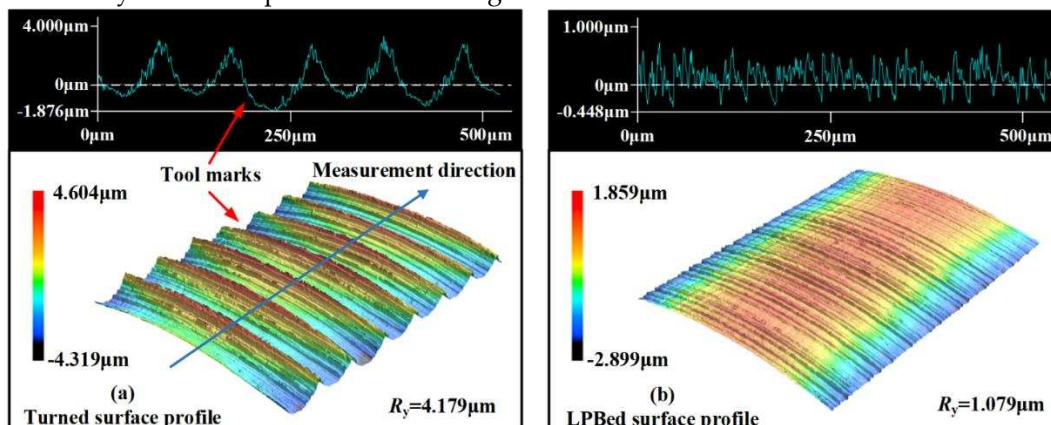 4.000μm
0μm
-1.876μm
0μm
250μm
500μm
Tool marks
Measurement direction
4.604μm
-4.319μm
(a)
Turned surface profile
Ry=4.179μm
1.000μm
0μm
-0.448μm
0μm
250μm
500μm
1.859μm
-2.899μm
(b)
LPBed surface profile
Ry=1.079μm